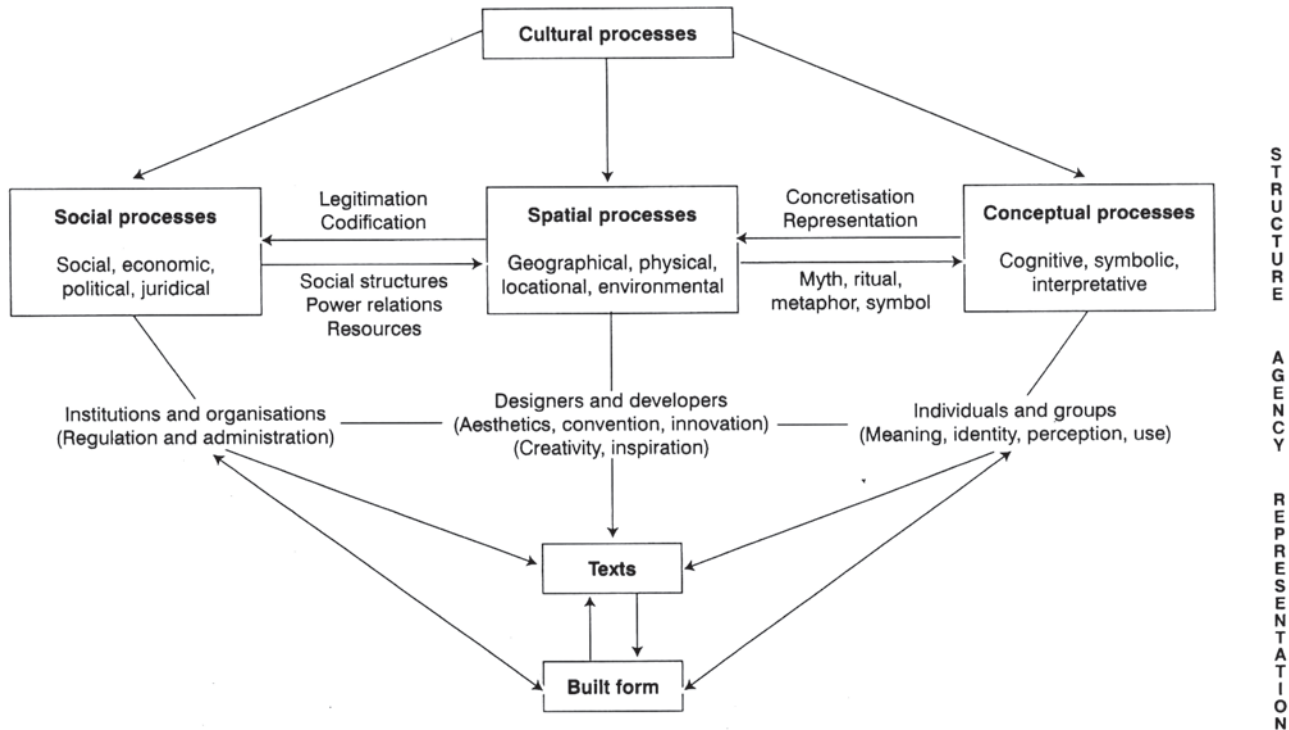 Cultural processes
Legitimation
Codification
Concretisation
Representation
Social processes
Social, economic,
political, juridical
Spatial processes
Geographical, physical,
locational, environmental
Conceptual processes
Cognitive, symbolic,
interpretative
Social structures
Power relations
Resources
Myth, ritual,
metaphor, symbol
STRUCTURE
Institutions and organisations
(Regulation and administration)
Designers and developers
(Aesthetics, convention, innovation)
(Creativity, inspiration)
Individuals and groups
(Meaning, identity, perception, use)
AGENCY
Texts
Built form
REPRESENTATION